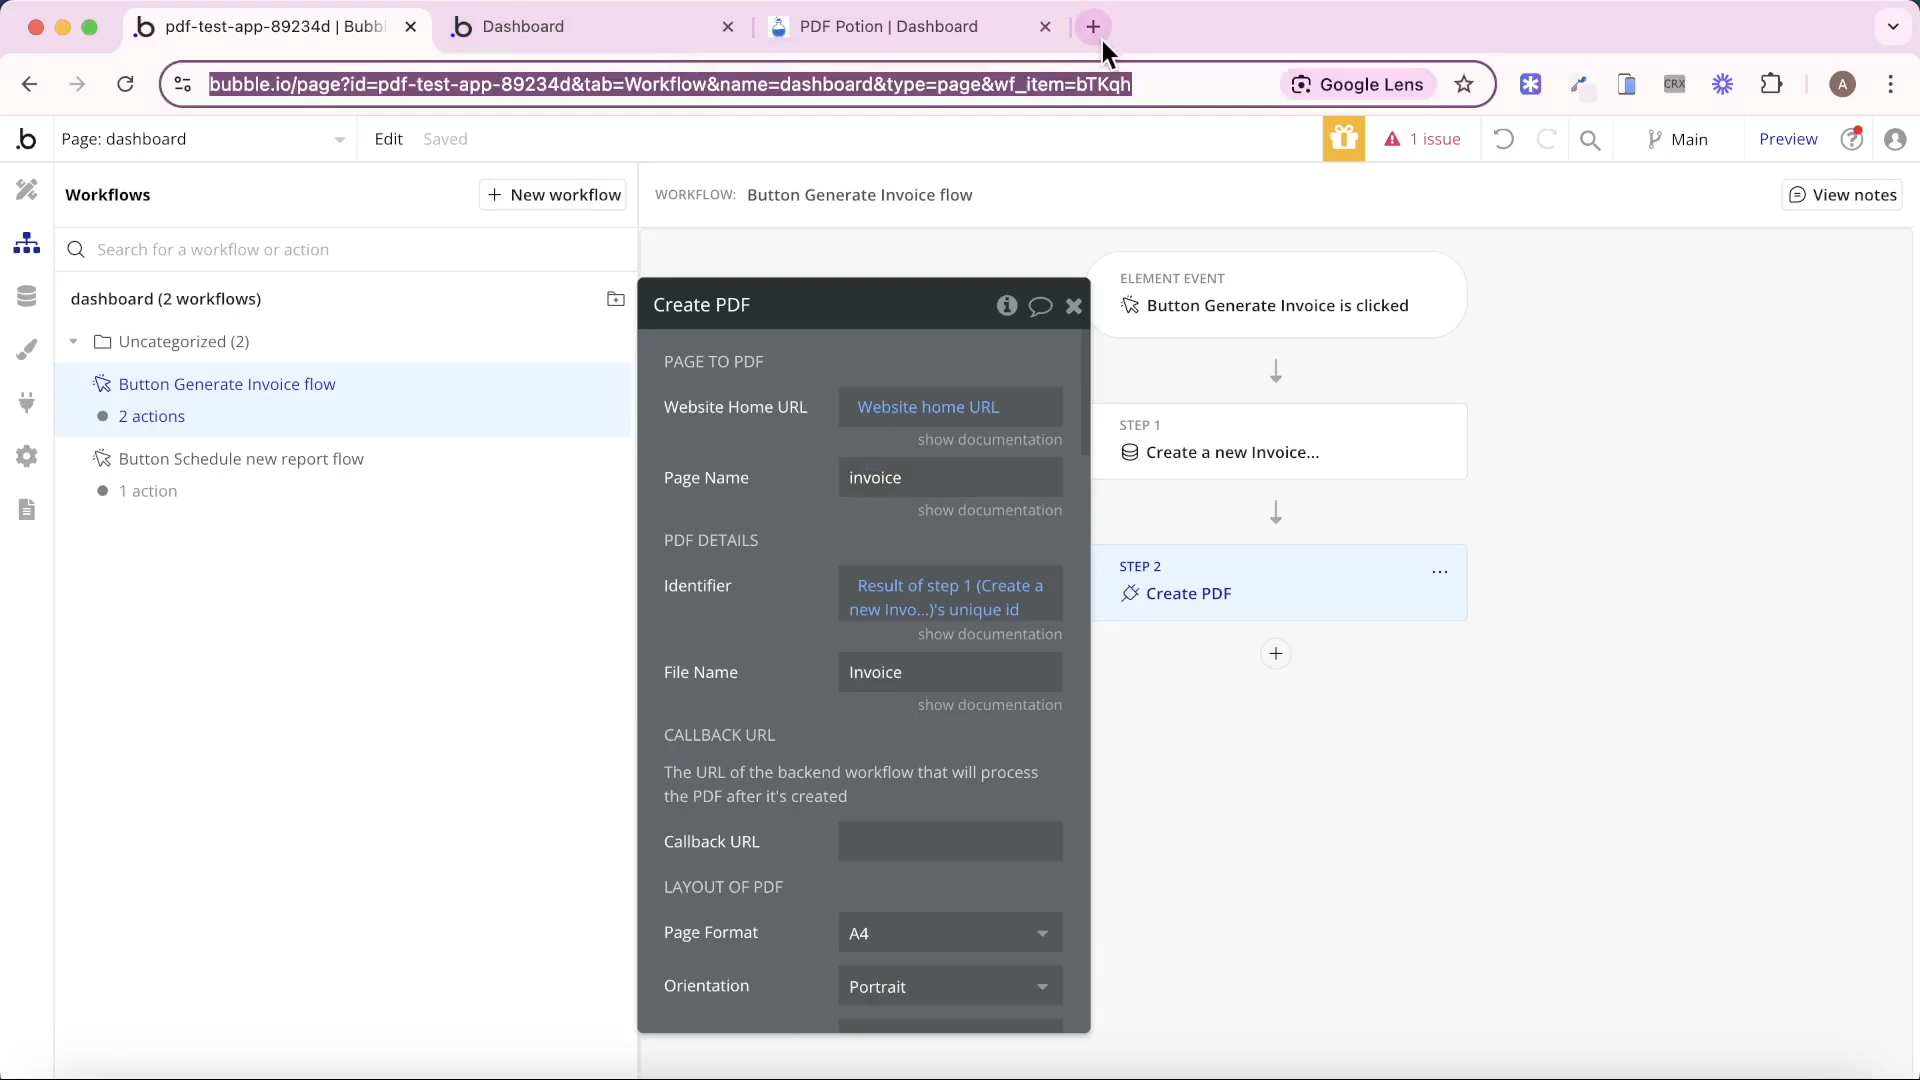 pdf-test-app-89234d | Bubbl
Dashboard
PDF Potion | Dashboard
bubble.io/page?id=pdf-test-app-89234d&tab=Workflow&name=dashboard&type=page&wf_item=bTKqh
Google Lens
CRX
A
Page: dashboard
Edit
Saved
1 issue
Main
Preview
Workflows
New workflow
WORKFLOW: Button Generate Invoice flow
View notes
Search for a workflow or action
dashboard (2 workflows)
Uncategorized (2)
Button Generate Invoice flow
2 actions
Button Schedule new report flow
1 action
Create PDF
PAGE TO PDF
Website Home URL
Website home URL
show documentation
Page Name
invoice
show documentation
PDF DETAILS
Identifier
Result of step 1 (Create a
new Invo...)'s unique id
show documentation
File Name
Invoice
show documentation
CALLBACK URL
The URL of the backend workflow that will process
the PDF after it's created
Callback URL
LAYOUT OF PDF
Page Format
A4
Orientation
Portrait
ELEMENT EVENT
Button Generate Invoice is clicked
STEP 1
Create a new Invoice...
STEP 2
Create PDF